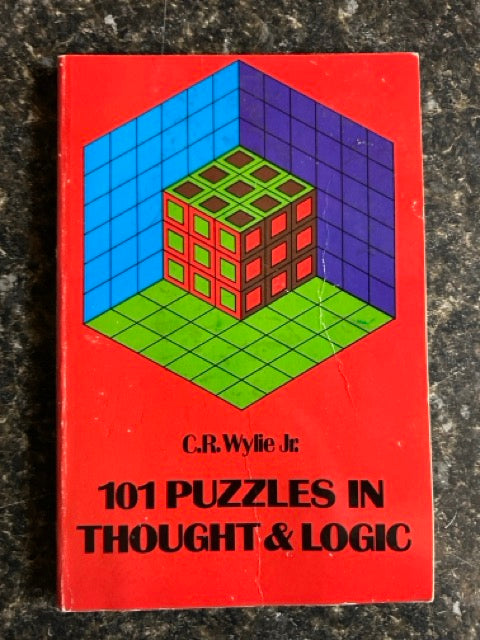 C.R. Wylie Jr.
101 PUZZLES IN
THOUGHT & LOGIC